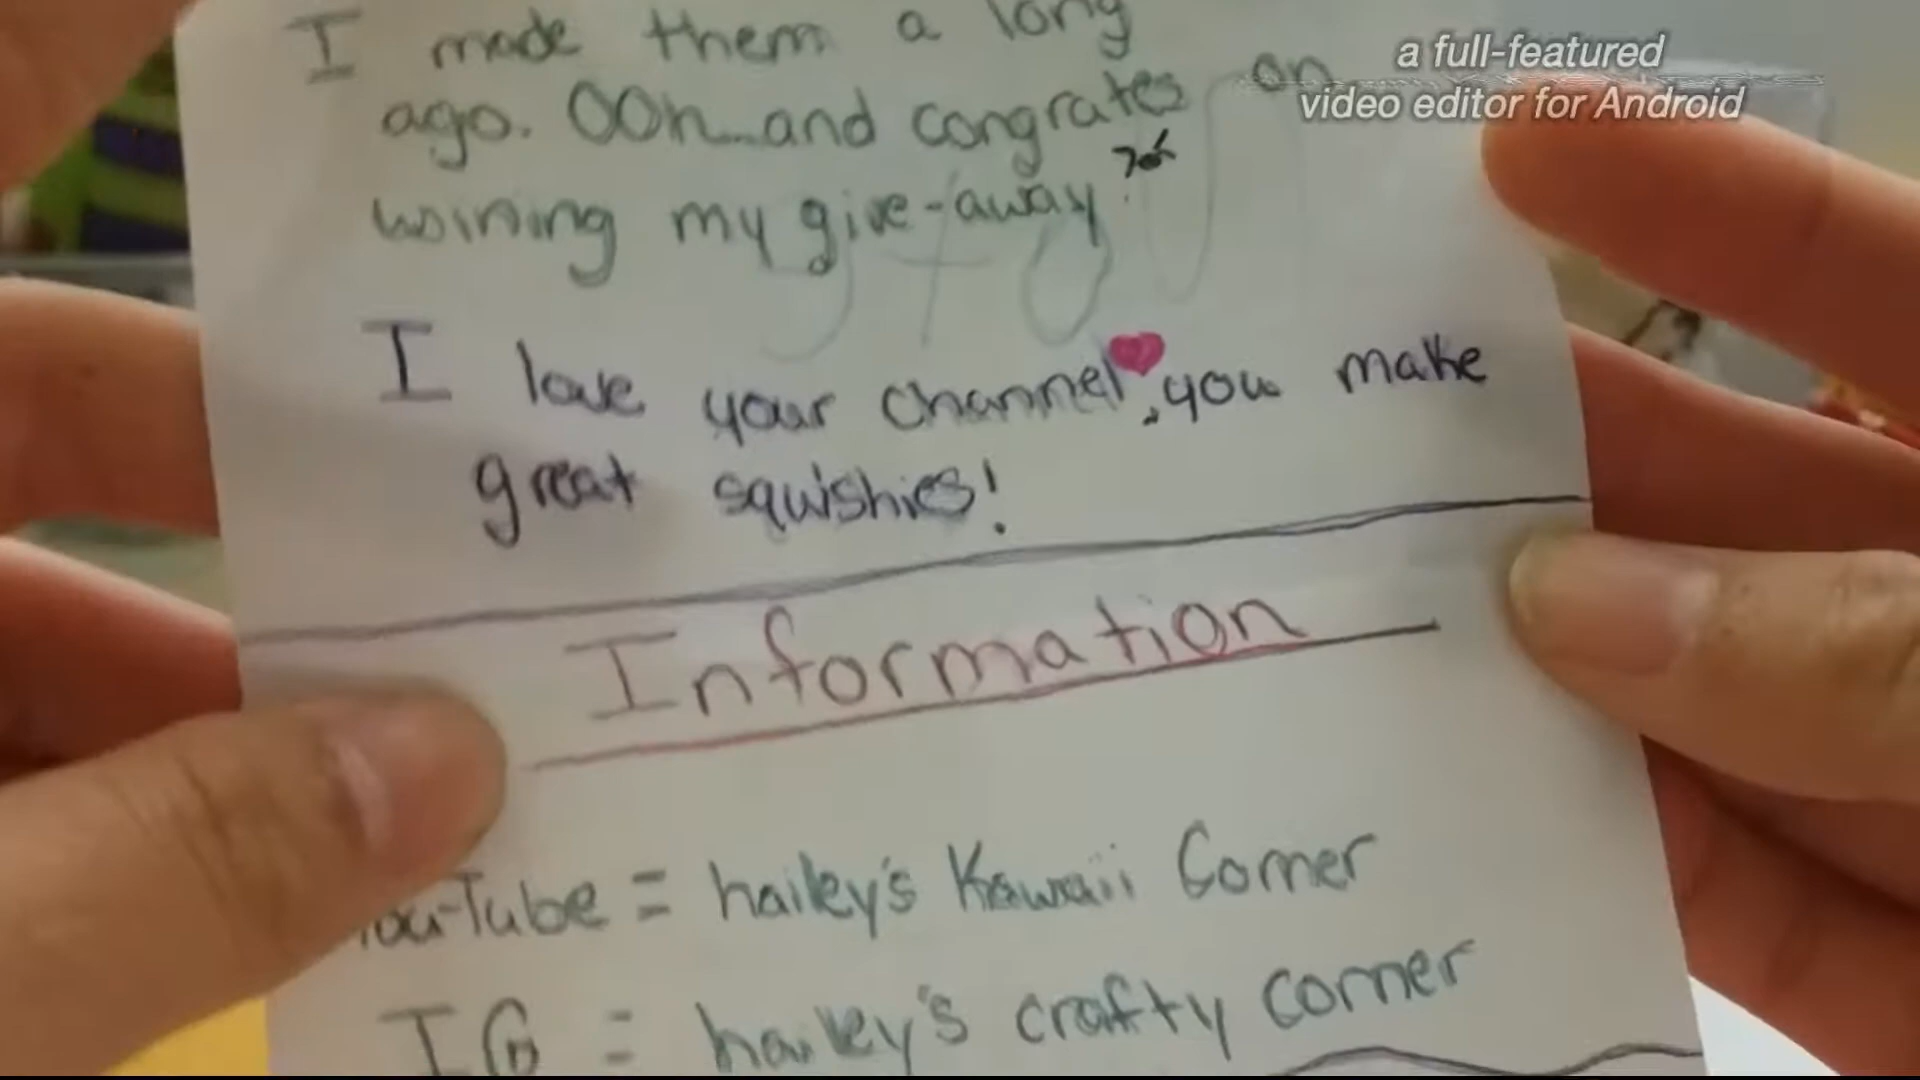 I made them a long
ago. OOh and congrates on
wining my give-away!
I love your channel, you make
great squishies!
Information
YouTube = hailey's Kawaii Corner
IG = hailey's crafty corner
a full-featured
video editor for Android